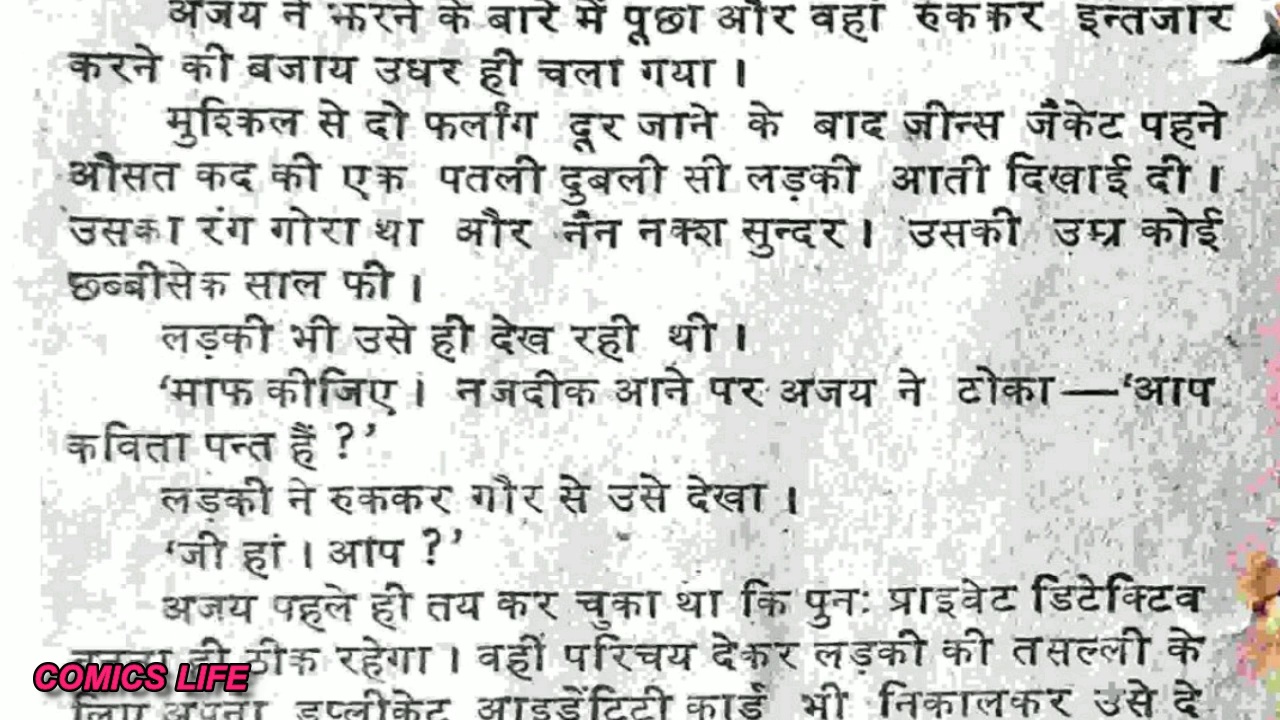 अजय ने झरने के बारे में पूछा और वहां रुककर इन्तजार
करने की बजाय उधर ही चला गया ।
मुश्किल से दो फर्लांग दूर जाने के बाद जीन्स जैकेट पहने
औसत कद की एक पतली दुबली सी लड़की आती दिखाई दी ।
उसका रंग गोरा था और नैन नक्श सुन्दर । उसकी उम्र कोई
छब्बीसेक साल की ।
लड़की भी उसे ही देख रही थी ।
‘माफ कीजिए । नजदीक आने पर अजय ने टोका—‘आप
कविता पन्त हैं ?’
लड़की ने रुककर गौर से उसे देखा ।
‘जी हां । आप ?’
अजय पहले ही तय कर चुका था कि पुनः प्राइवेट डिटेक्टिव
ही ठीक रहेगा । वहीं परिचय देकर लड़की की तसल्ली के
COMICS LIFE
लिए अपना डुप्लीकेट आइडेंटिटी कार्ड भी निकालकर उसे दे